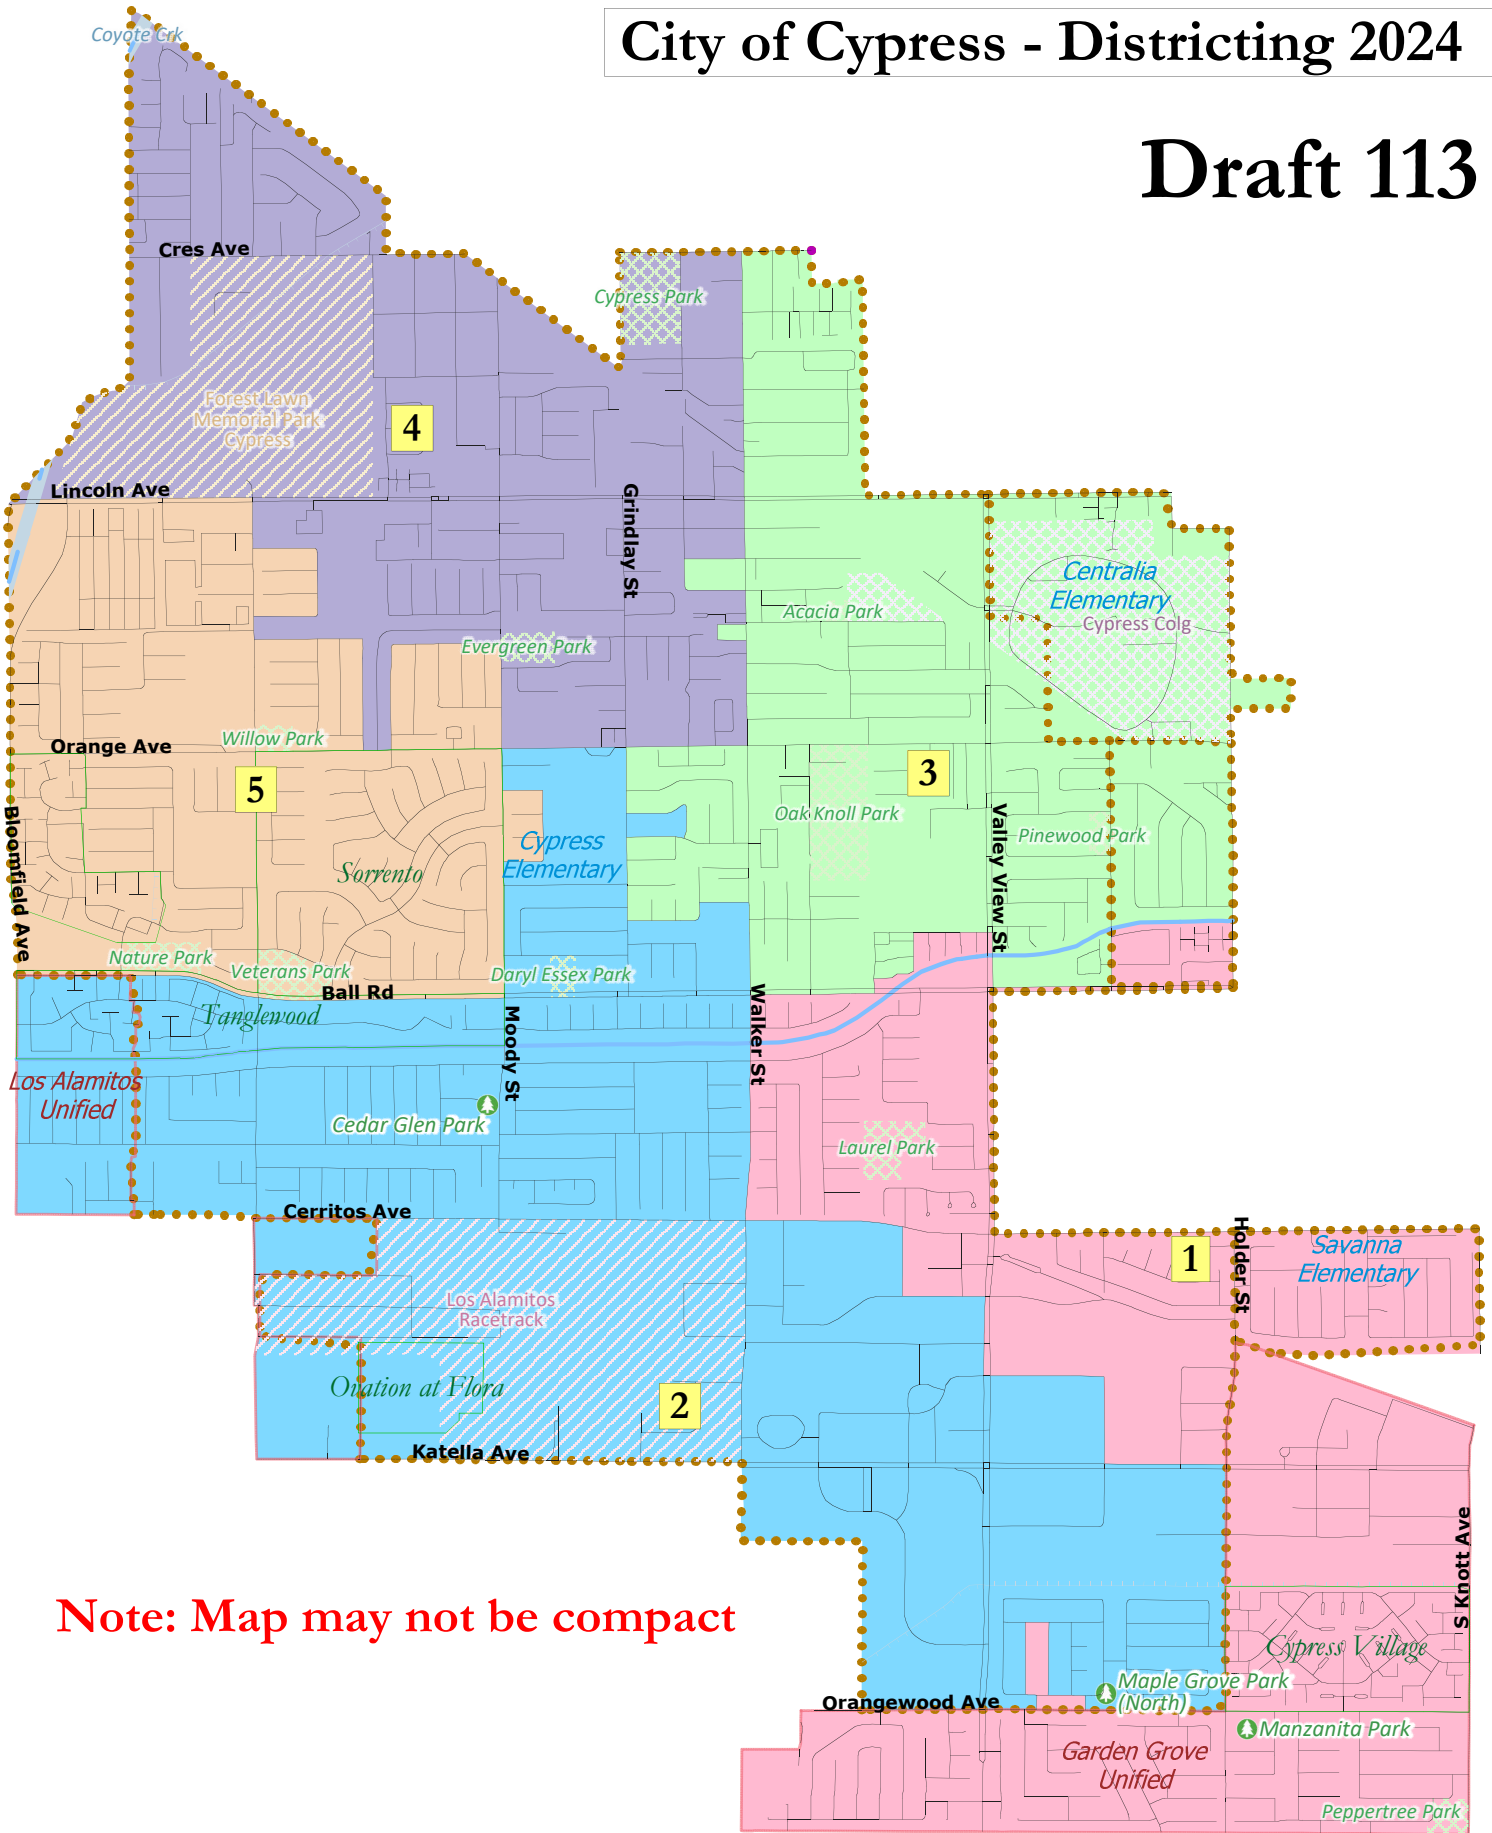 Coyote Crk
City of Cypress - Districting 2024
Draft 113
Cres Ave
Cypress Park
Forest Lawn
Memorial Park
Cypress
4
Lincoln Ave
Grindlay St
Centralia
Elementary
Acacia Park
Cypress Colg
Evergreen Park
Willow Park
Orange Ave
5
3
Bloomfield Ave
Oak Knoll Park
Valley View St
Pinewood Park
Cypress
Elementary
Sorrento
Nature Park
Veterans Park
Daryl Essex Park
Ball Rd
Tanglewood
Moody St
Walker St
Los Alamitos
Unified
Cedar Glen Park
Laurel Park
Cerritos Ave
Holder St
1
Savanna
Elementary
Los Alamitos
Racetrack
Ovation at Flora
2
Katella Ave
S Knott Ave
Note: Map may not be compact
Cypress Village
Maple Grove Park
(North)
Orangewood Ave
Manzanita Park
Garden Grove
Unified
Peppertree Park